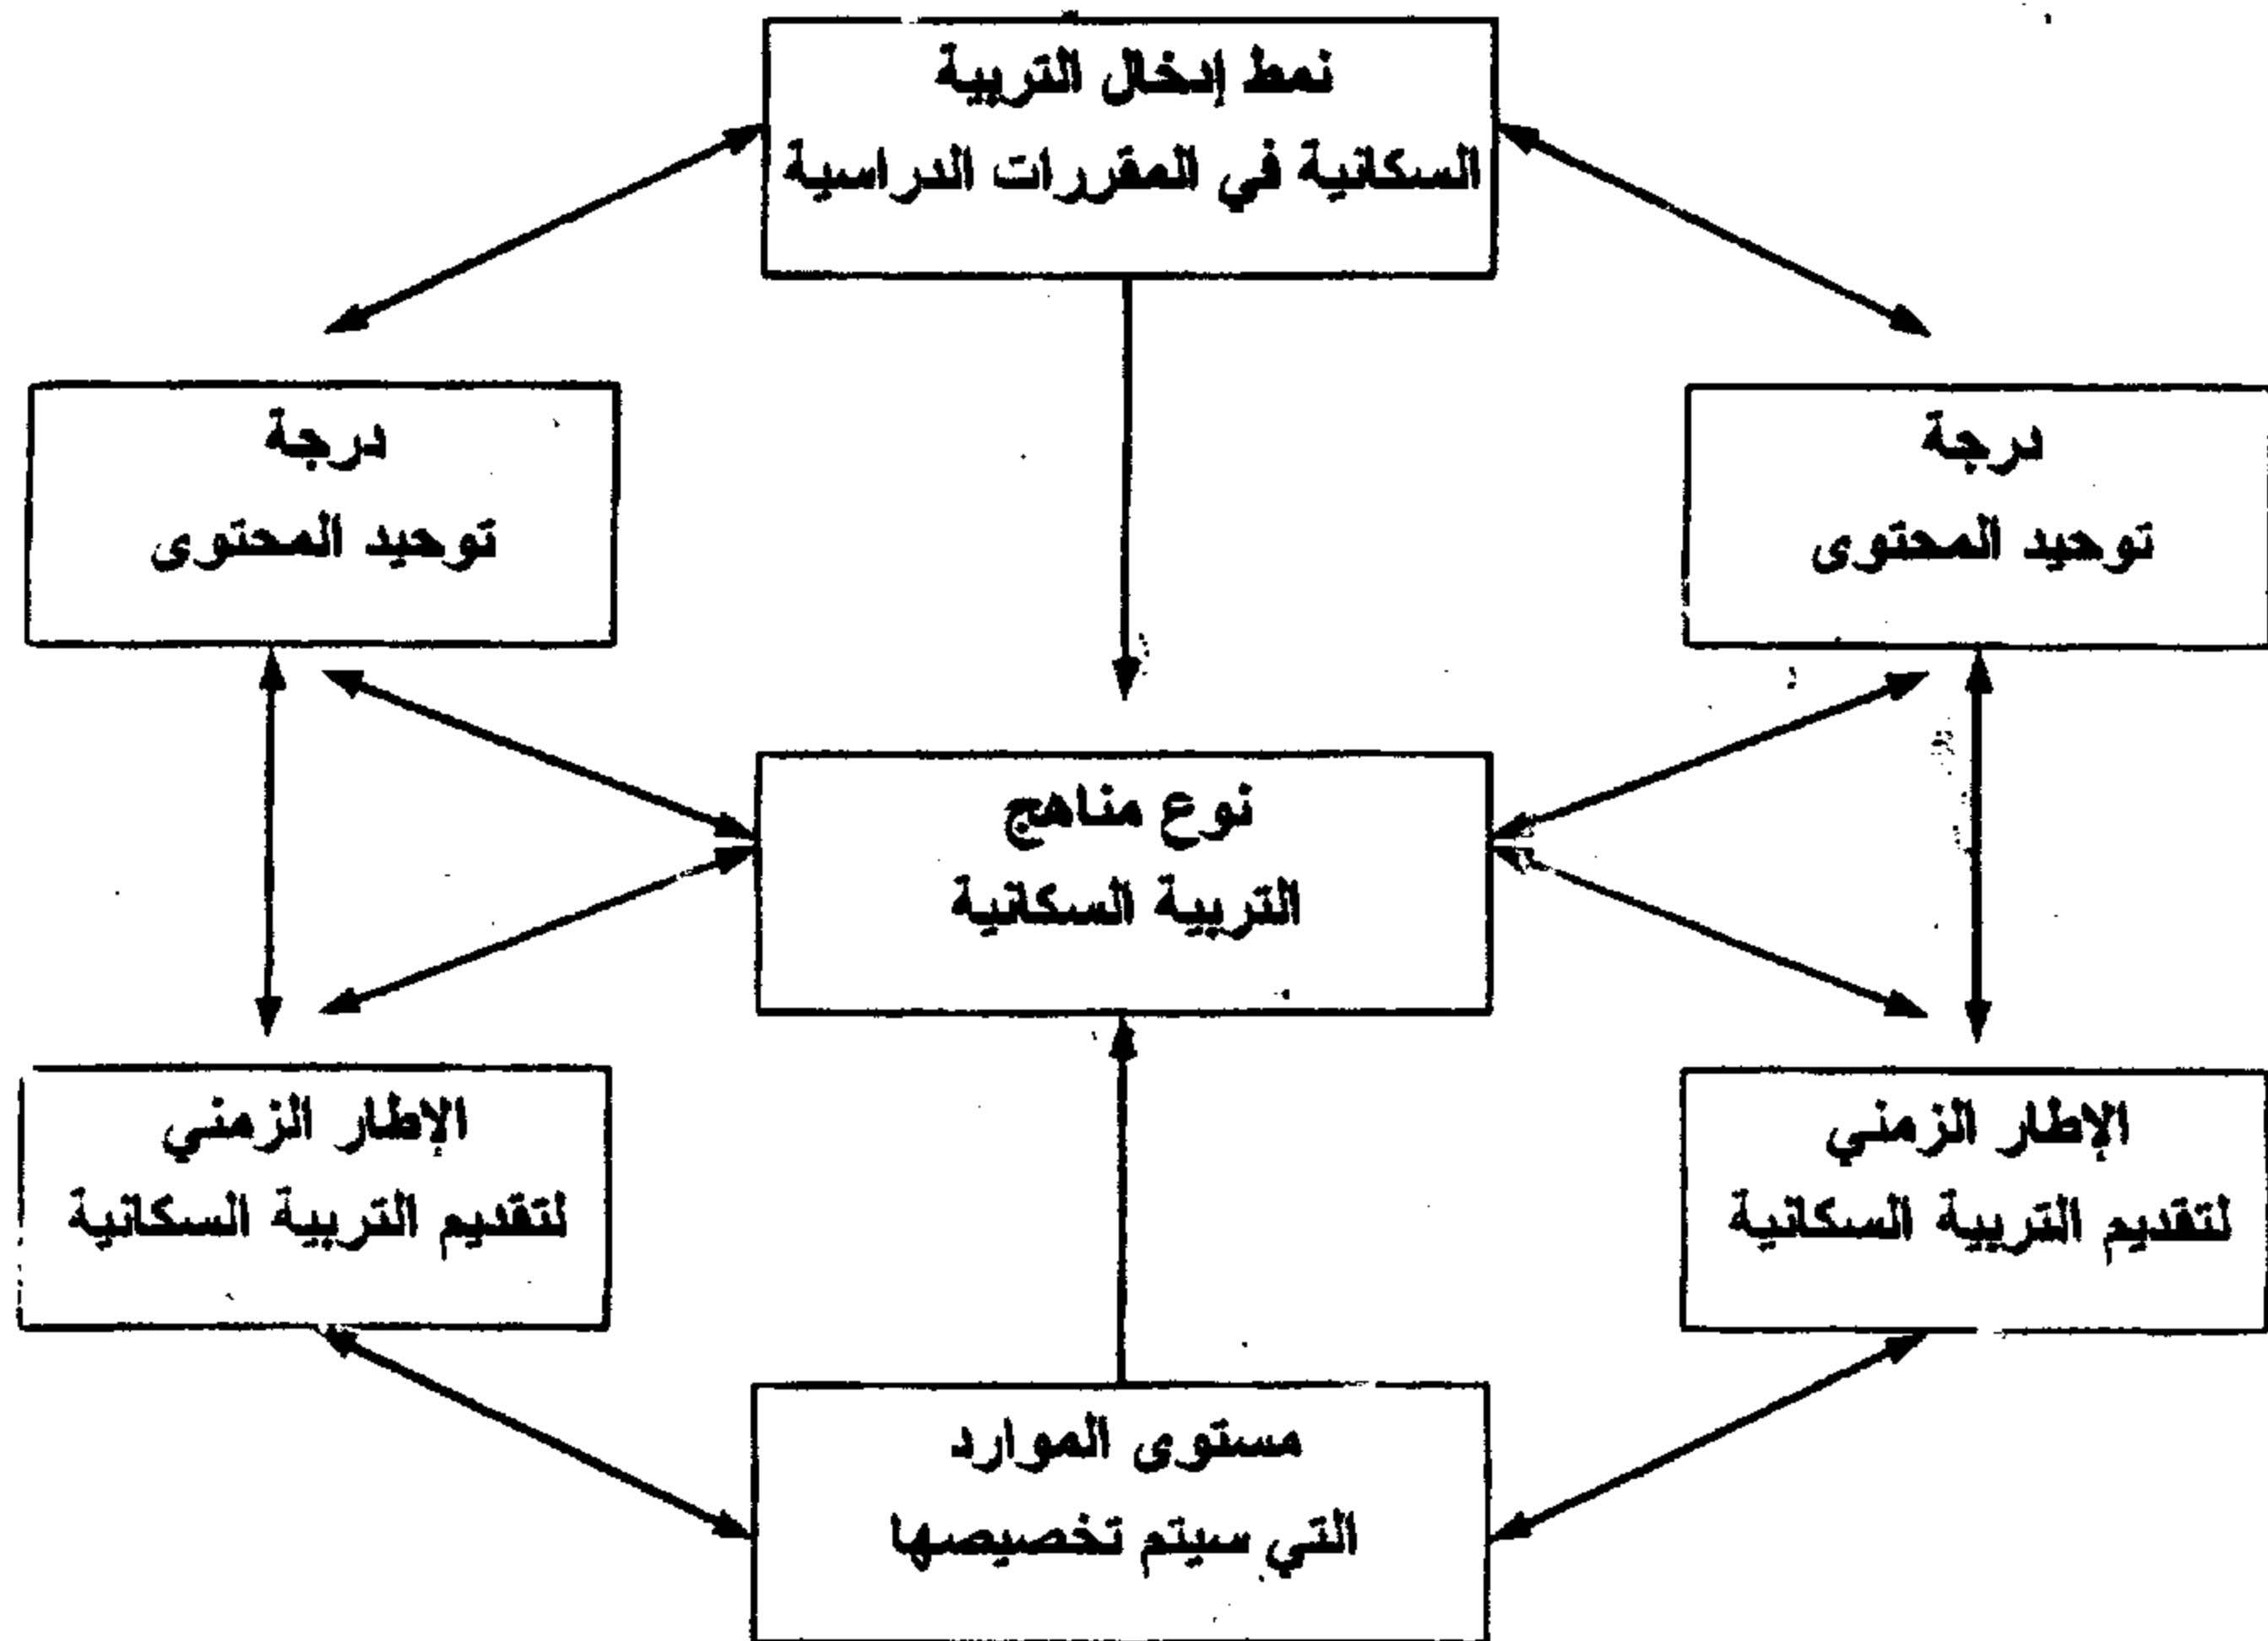 نمط إدخال التربية
السكانية في المقررات الدراسية
درجة
توحيد المحتوى
درجة
توحيد المحتوى
نوع مناهج
التربية السكانية
الإطار الزمني
لتقديم التربية السكانية
الإطار الزمني
لتقديم التربية السكانية
مستوى الموارد
التي سيتم تخصيصها